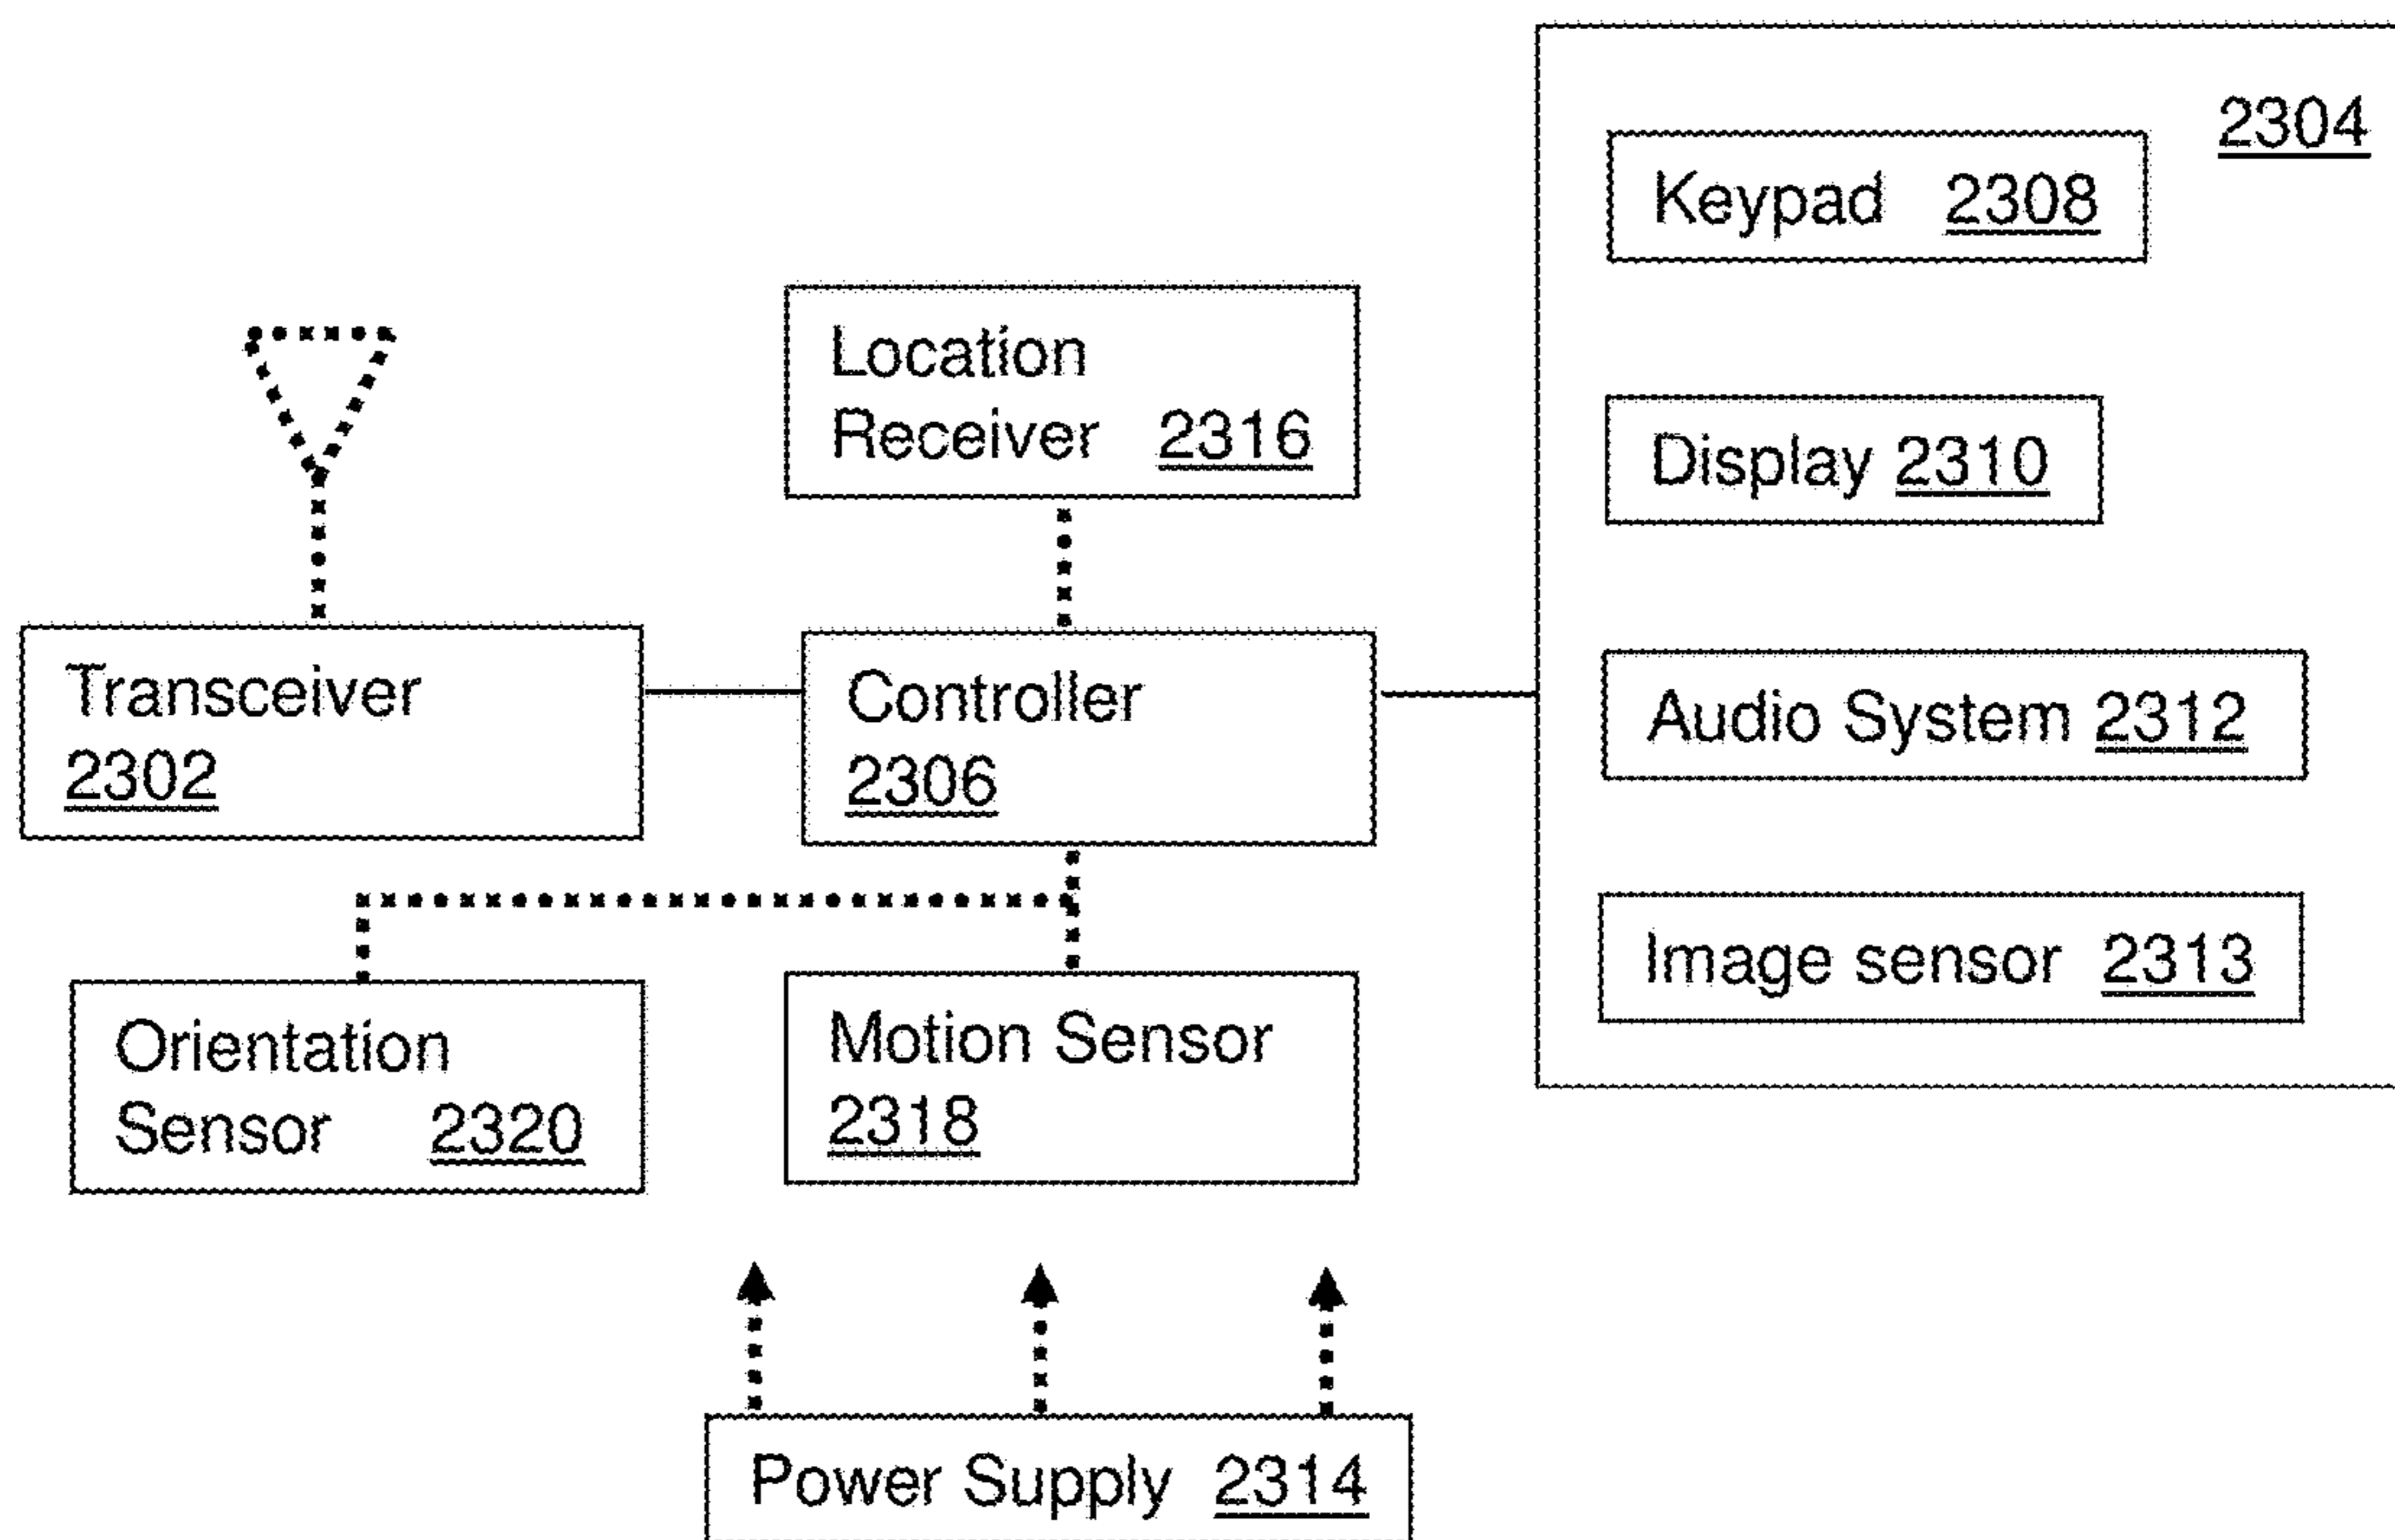 2304
Keypad 2308
Location
Receiver 2316
Display 2310
Transceiver
2302
Controller
2306
Audio System 2312
Image sensor 2313
Orientation
Sensor 2320
Motion Sensor
2318
Power Supply 2314